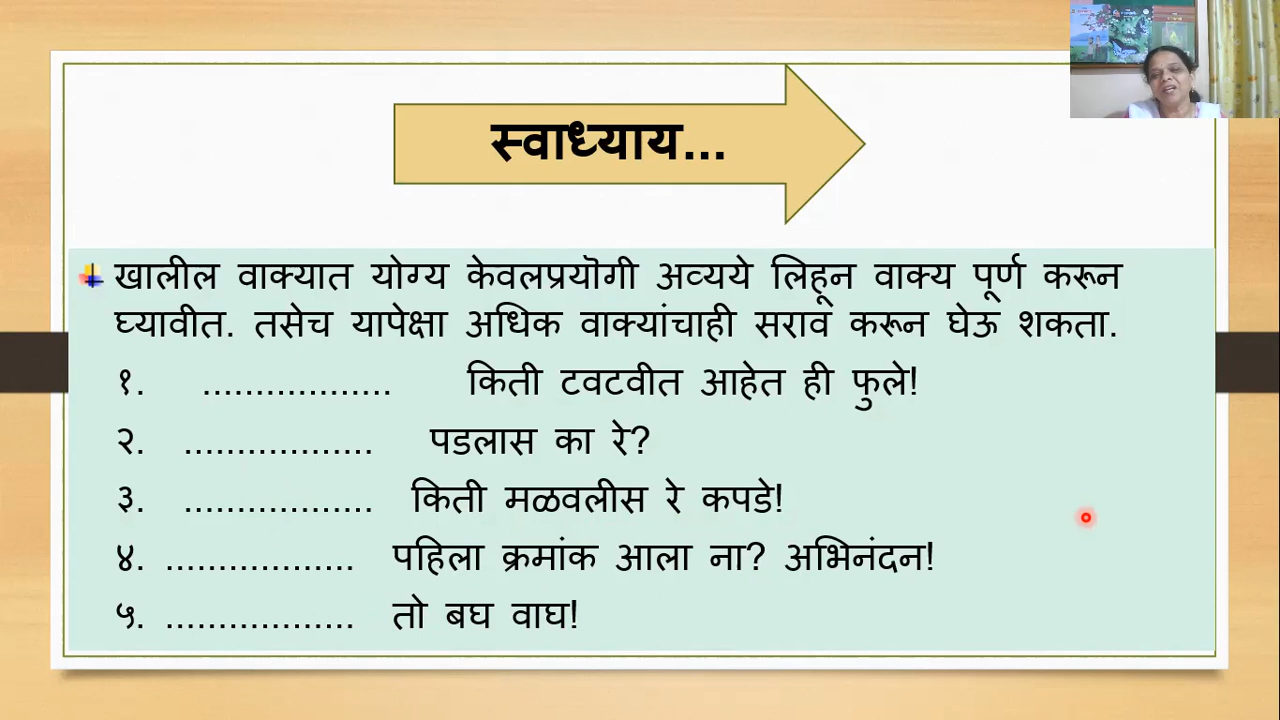 स्वाध्याय...
खालील वाक्यात योग्य केवलप्रयॊगी अव्यये लिहून वाक्य पूर्ण करून
घ्यावीत. तसेच यापेक्षा अधिक वाक्यांचाही सराव करून घेऊ शकता.
१. .................. किती टवटवीत आहेत ही फुले!
२. .................. पडलास का रे?
३. .................. किती मळवलीस रे कपडे!
४. .................. पहिला क्रमांक आला ना? अभिनंदन!
५. .................. तो बघ वाघ!